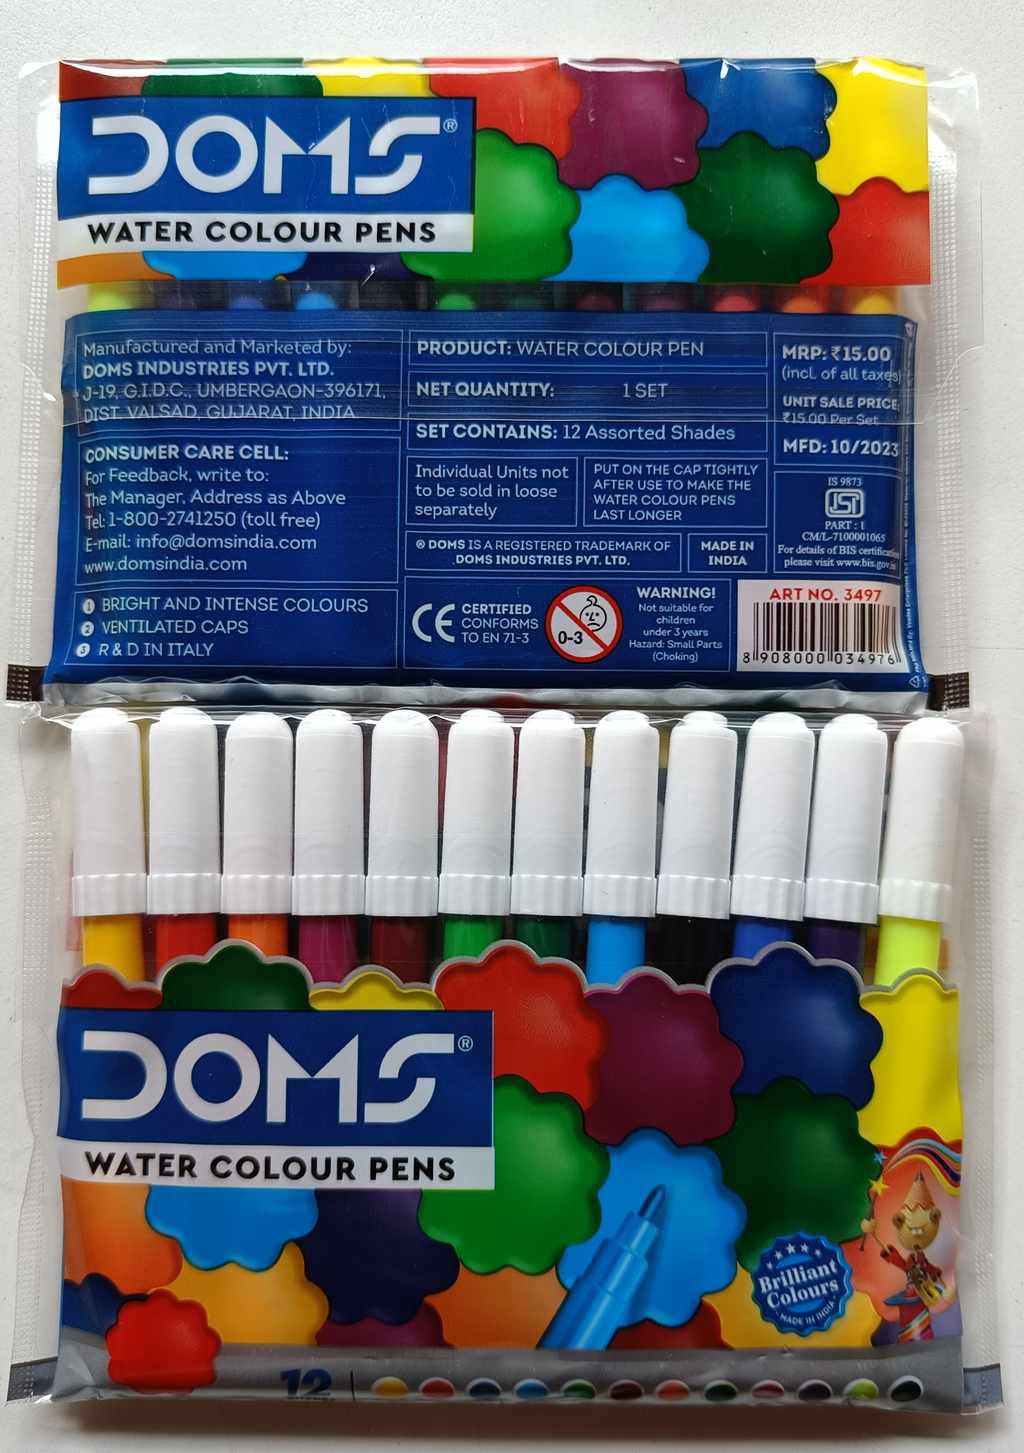 DOMS®
WATER COLOUR PENS
Manufactured and Marketed by:
DOMS INDUSTRIES PVT. LTD.
J-19, G.I.D.C., UMBERGAON-396171,
DIST. VALSAD, GUJARAT, INDIA
CONSUMER CARE CELL:
For Feedback, write to:
The Manager, Address as Above
Tel: 1-800-2741250 (toll free)
E-mail: info@domsindia.com
www.domsindia.com
1 BRIGHT AND INTENSE COLOURS
2 VENTILATED CAPS
3 R & D IN ITALY
PRODUCT: WATER COLOUR PEN
NET QUANTITY: 1 SET
SET CONTAINS: 12 Assorted Shades
Individual Units not
to be sold in loose
separately
PUT ON THE CAP TIGHTLY
AFTER USE TO MAKE THE
WATER COLOUR PENS
LAST LONGER
® DOMS IS A REGISTERED TRADEMARK OF
DOMS INDUSTRIES PVT. LTD.
MADE IN
INDIA
CE CERTIFIED
CONFORMS
TO EN 71-3
0-3
WARNING!
Not suitable for
children
under 3 years
Hazard: Small Parts
(Choking)
MRP: ₹15.00
(incl. of all taxes)
UNIT SALE PRICE
₹15.00 Per Set
MFD: 10/2023
IS 9873
ISI
PART : 1
CM/L-7100001065
For details of BIS certification
please visit www.bis.gov.in
ART NO. 3497
8 908000 034976
DOMS®
WATER COLOUR PENS
Brilliant
Colours
MADE IN INDIA
12